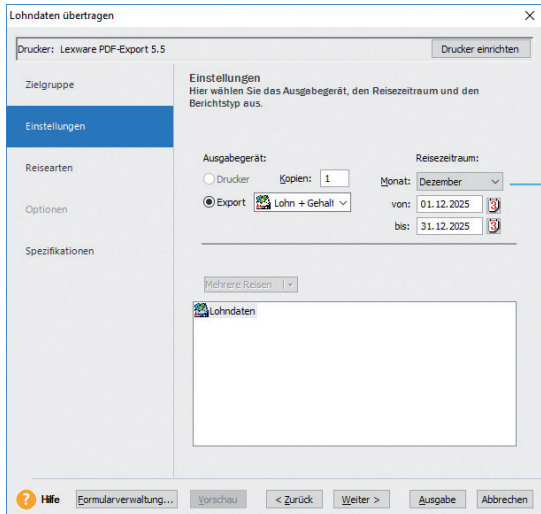 Lohndaten übertragen
Drucker: Lexware PDF-Export 5.5
Drucker einrichten
Zielgruppe
Einstellungen
Reisearten
Optionen
Spezifikationen
Einstellungen
Hier wählen Sie das Ausgabegerät, den Reisezeitraum und den
Berichtstyp aus.
Ausgabegerät:
Reisezeitraum:
Drucker Kopien: 1
Monat: Dezember
Export Lohn + Gehalt
von: 01.12.2025
bis: 31.12.2025
Mehrere Reisen
Lohndaten
? Hilfe Formularverwaltung... Vorschau < Zurück Weiter > Ausgabe Abbrechen